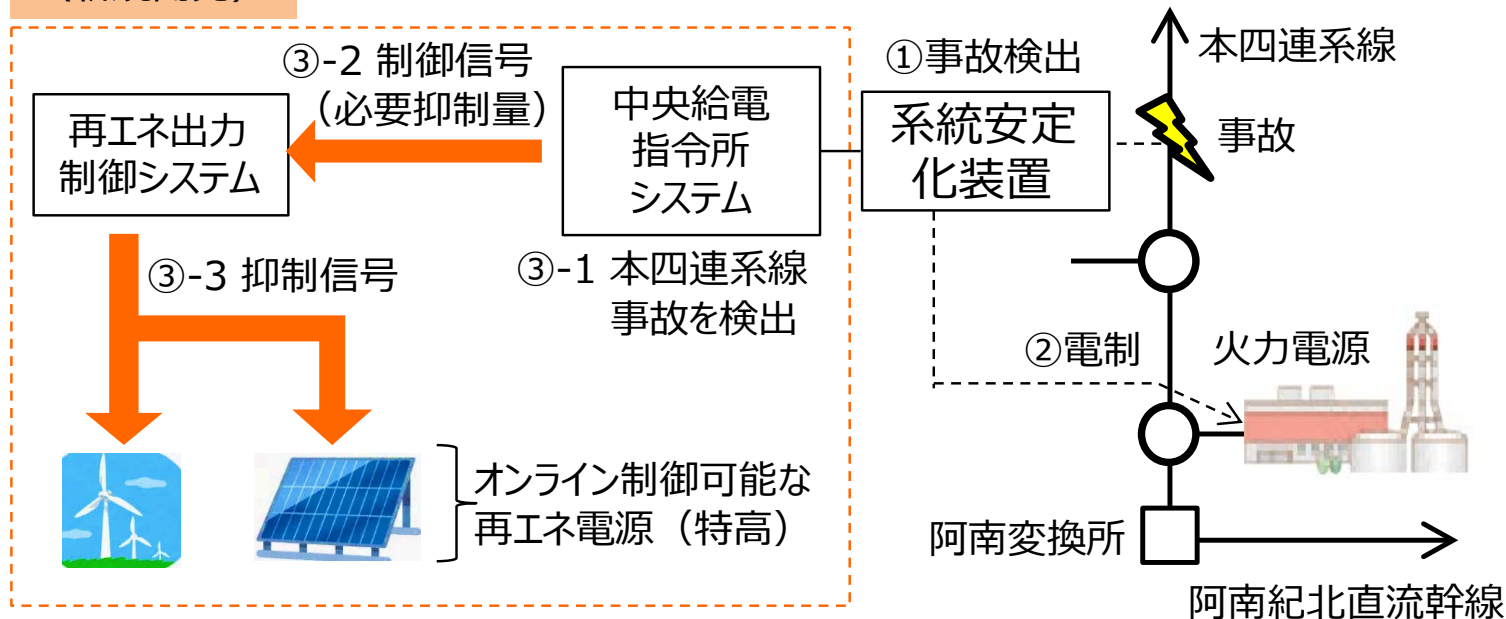 ③-2 制御信号
（必要抑制量）
再エネ出力
制御システム
中央給電
指令所
システム
①事故検出
系統安定
化装置
本四連系線
事故
③-1 本四連系線
事故を検出
③-3 抑制信号
②電制
火力電源
オンライン制御可能な
再エネ電源（特高）
阿南変換所
阿南紀北直流幹線